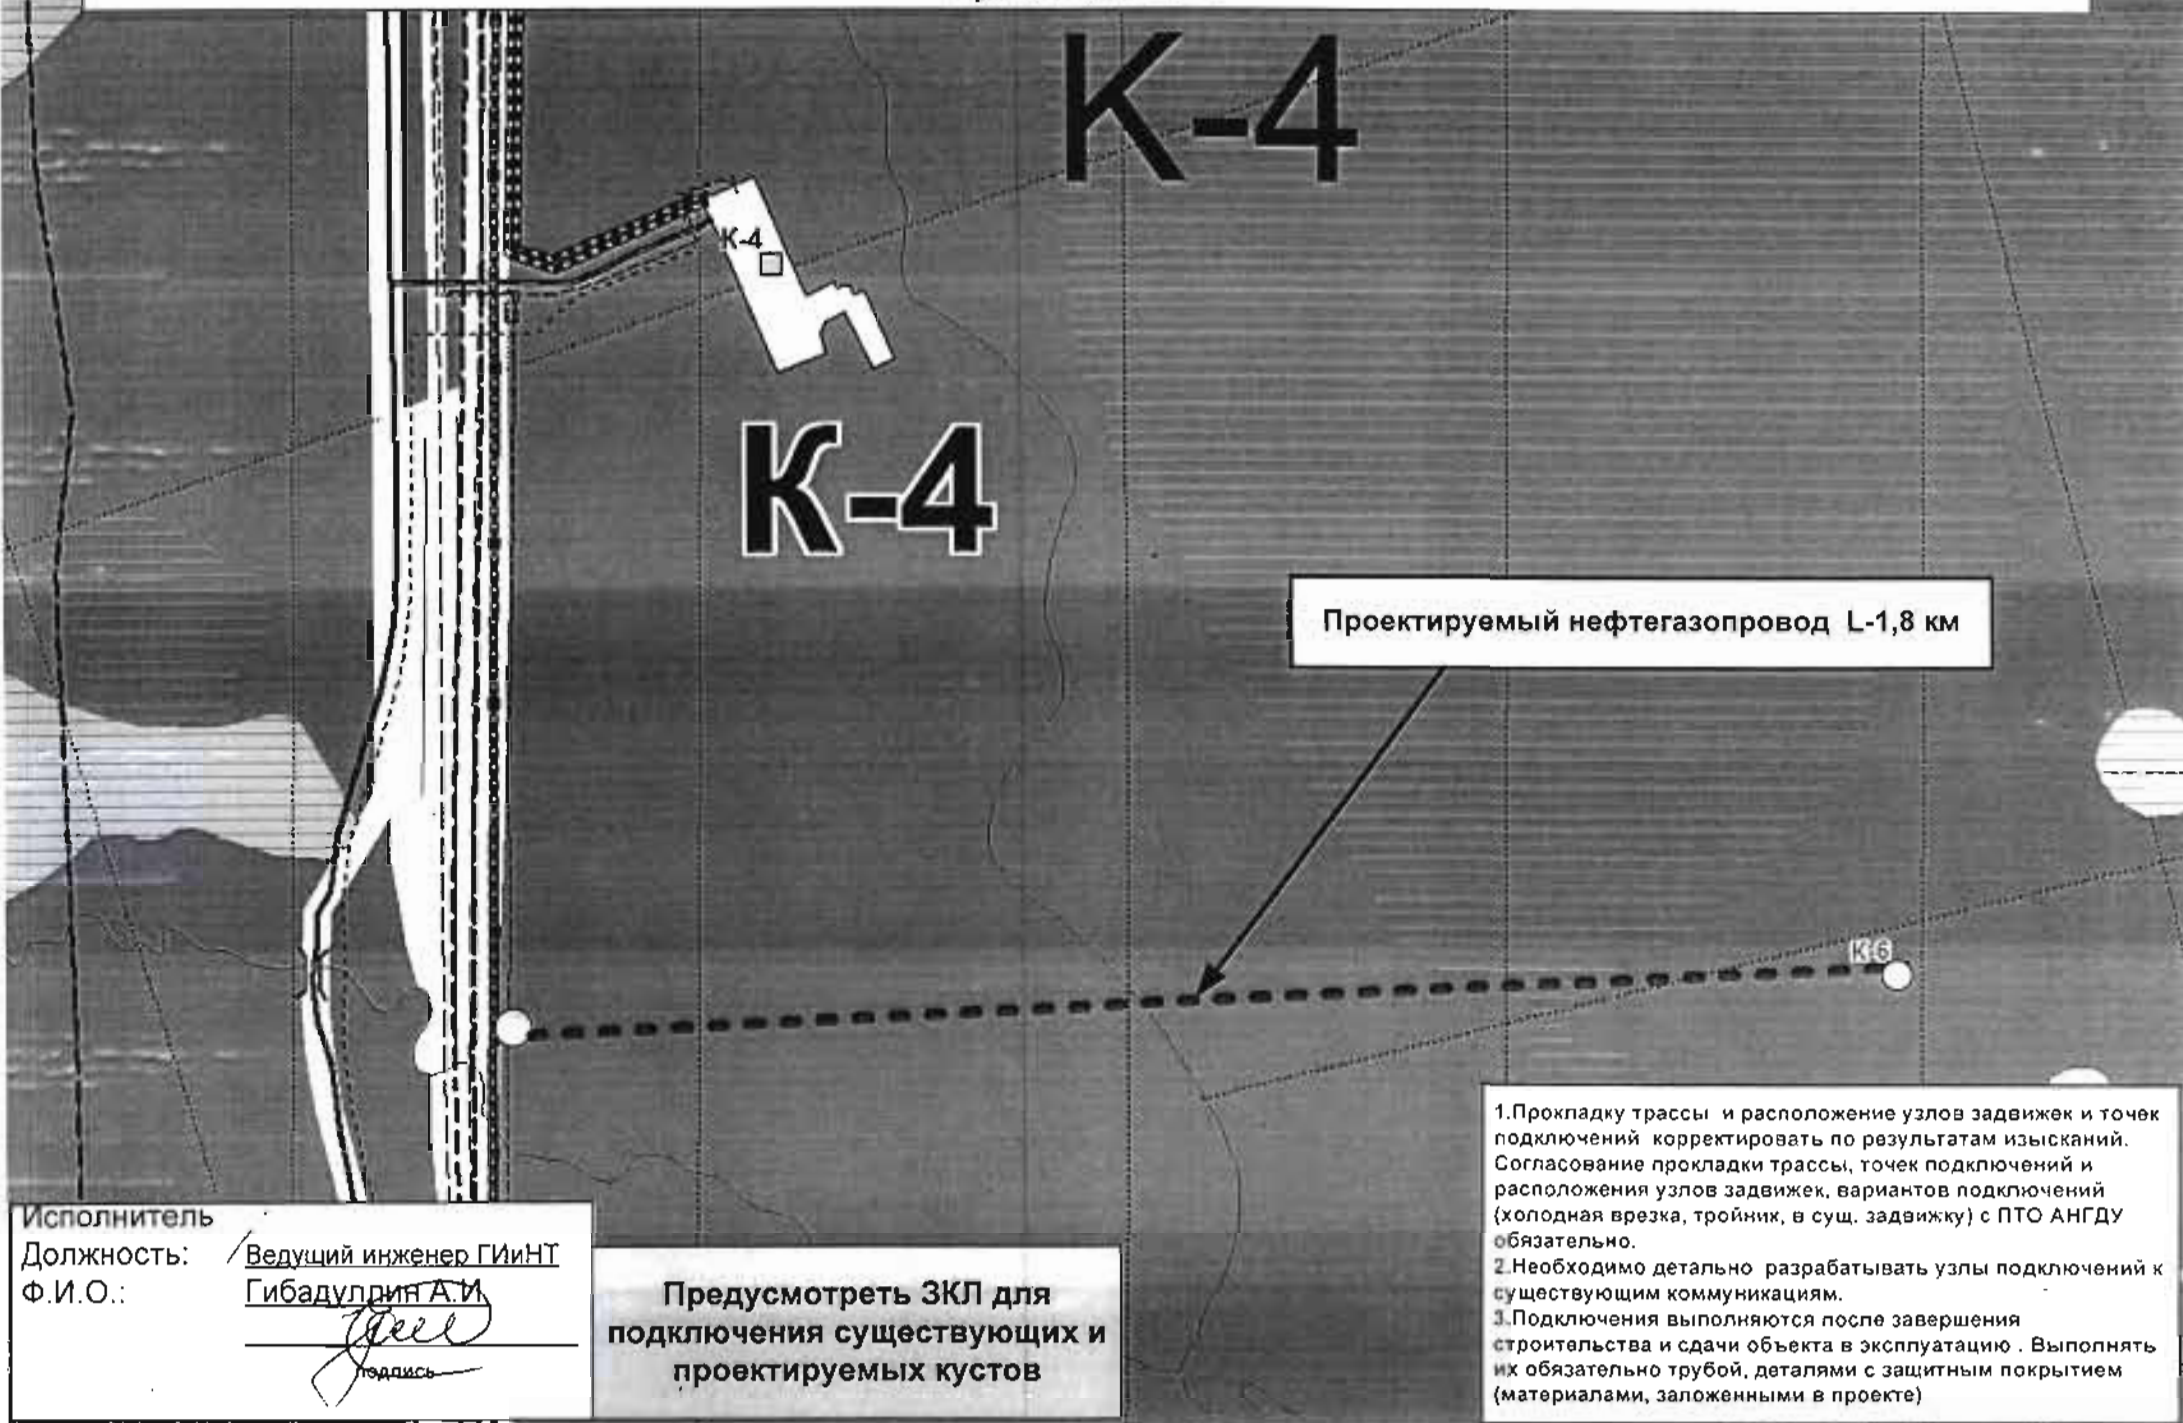 К-4
К-4
К-4
Проектируемый нефтегазопровод L-1,8 км
К-6
1.Прокладку трассы и расположение узлов задвижек и точек
подключений корректировать по результатам изысканий.
Согласование прокладки трассы, точек подключений и
расположения узлов задвижек, вариантов подключений
(холодная врезка, тройник, в сущ. задвижку) с ПТО АНГДУ
обязательно.
2.Необходимо детально разрабатывать узлы подключений к
существующим коммуникациям.
3.Подключения выполняются после завершения
строительства и сдачи объекта в эксплуатацию . Выполнять
их обязательно трубой, деталями с защитным покрытием
(материалами, заложенными в проекте)
Исполнитель
Должность: Ведущий инженер ГИиНТ
Ф.И.О.: Гибадуллин А.И.
подпись
Предусмотреть ЗКЛ для
подключения существующих и
проектируемых кустов